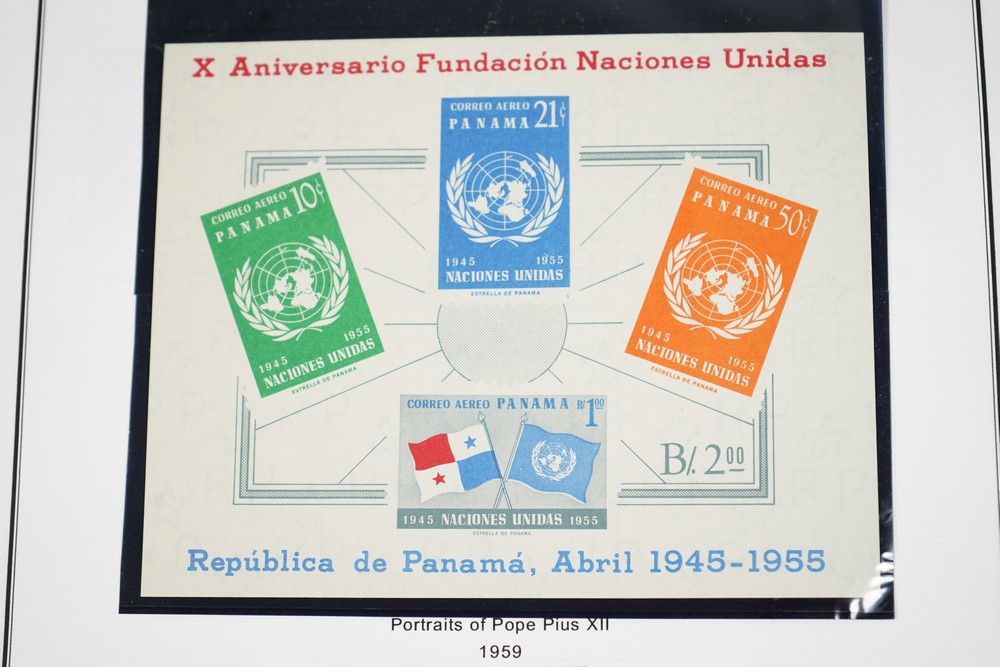 X Aniversario Fundación Naciones Unidas
CORREO AEREO
PANAMA 21¢
1945 1955
NACIONES UNIDAS
ESTRELLA DE PANAMA
CORREO AEREO
PANAMA 10¢
1945 1955
NACIONES UNIDAS
ESTRELLA DE PANAMA
CORREO AEREO
PANAMA 50¢
1945 1955
NACIONES UNIDAS
ESTRELLA DE PANAMA
CORREO AEREO PANAMA B/. 1.00
1945 NACIONES UNIDAS 1955
ESTRELLA DE PANAMA
B/. 2.00
República de Panamá, Abril 1945-1955
Portraits of Pope Pius XII
1959